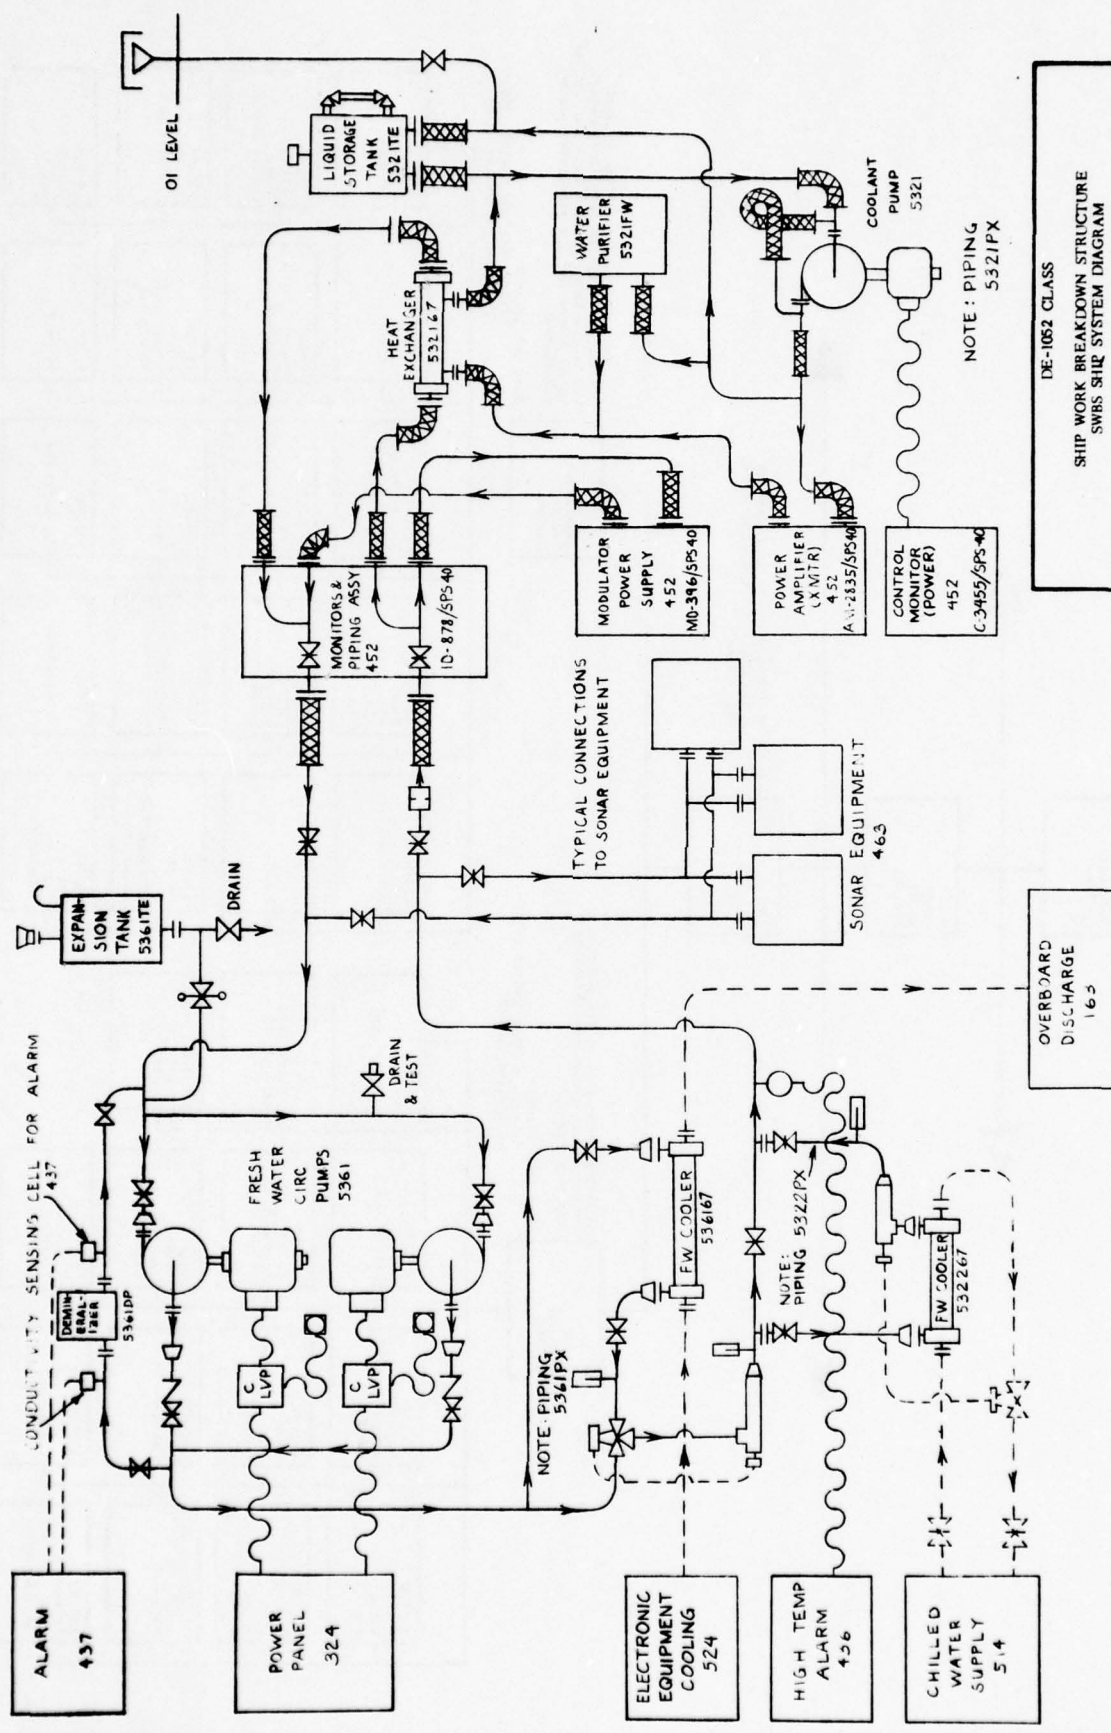 ALARM
437
CONDUCTIVITY SENSING CELL FOR ALARM
437
DEMIN-
ERAL-
IZER
5361DP
EXPAN-
SION
TANK
5361TE
DRAIN
01 LEVEL
LIQUID
STORAGE
TANK
5321TE
HEAT
EXCHANGER
532167
MONITORS &
PIPING ASSY
452
ID-878/SPS40
POWER
PANEL
324
C
LVP
C
LVP
FRESH
WATER
CIRC
PUMPS
5361
DRAIN
& TEST
WATER
PURIFIER
5321FW
COOLANT
PUMP
5321
NOTE: PIPING
5321PX
MODULATOR
POWER
SUPPLY
452
MD-396/SPS40
POWER
AMPLIFIER
(XMTR)
452
AM-2835/SPS40
CONTROL
MONITOR
(POWER)
452
C-3455/SPS-40
TYPICAL CONNECTIONS
TO SONAR EQUIPMENT
SONAR EQUIPMENT
463
NOTE: PIPING
5361PX
FW COOLER
536167
NOTE:
PIPING 5322PX
FW COOLER
532267
ELECTRONIC
EQUIPMENT
COOLING
524
HIGH TEMP
ALARM
436
CHILLED
WATER
SUPPLY
514
OVERBOARD
DISCHARGE
163
DE-1052 CLASS
SHIP WORK BREAKDOWN STRUCTURE
SWBS SHIP SYSTEM DIAGRAM